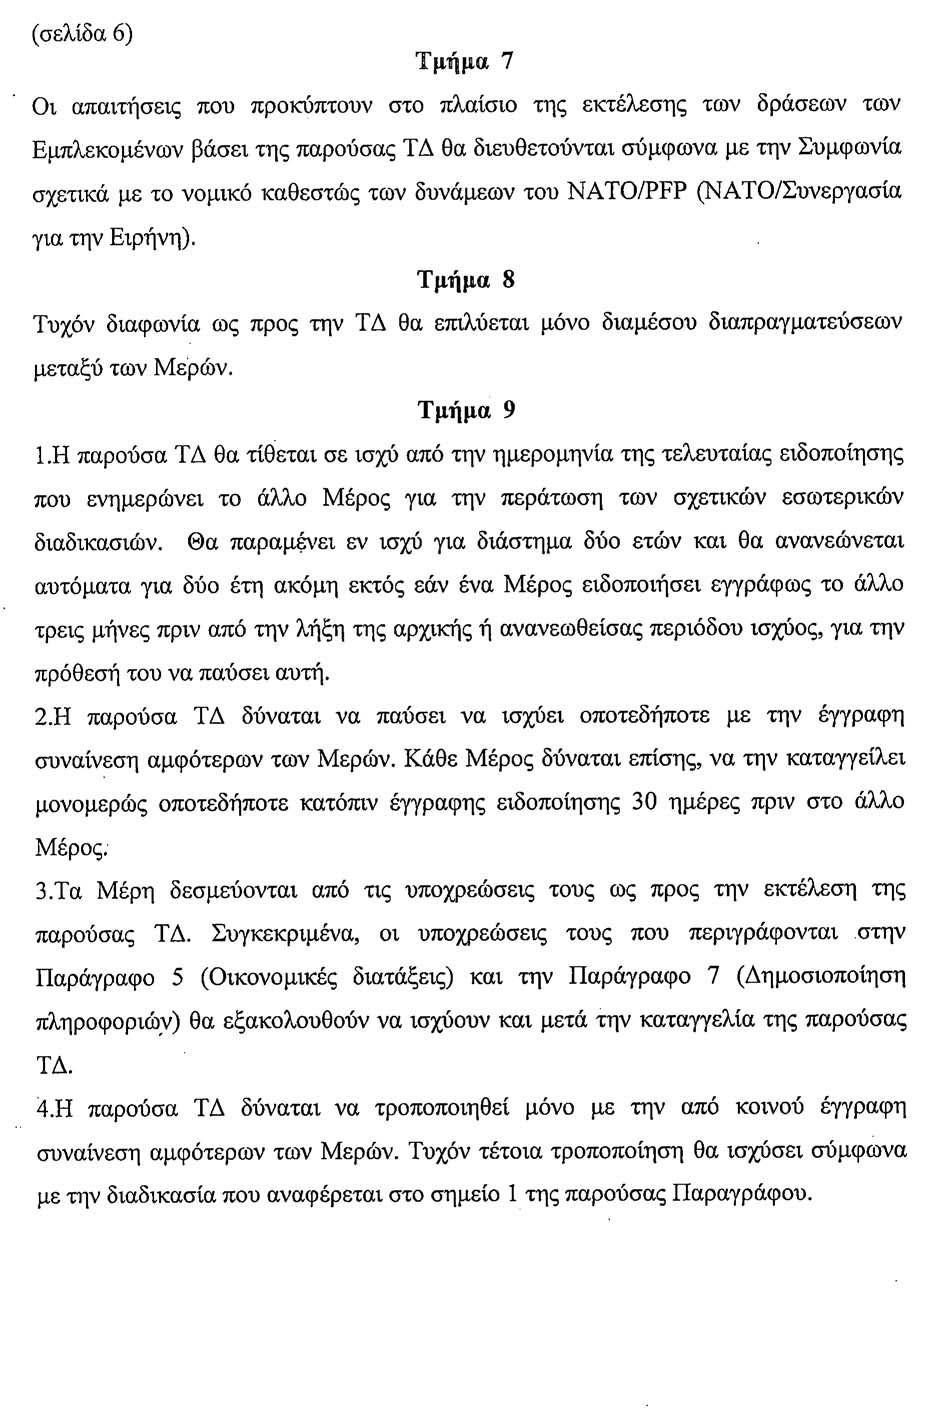 (σελίδα 6)
Τμήμα 7
Οι απαιτήσεις που προκύπτουν στο πλαίσιο της εκτέλεσης των δράσεων των
Εμπλεκομένων βάσει της παρούσας ΤΔ θα διευθετούνται σύμφωνα με την Συμφωνία
σχετικά με το νομικό καθεστώς των δυνάμεων του NATO/PFP (NATO/Συνεργασία
για την Ειρήνη).
Τμήμα 8
Τυχόν διαφωνία ως προς την ΤΔ θα επιλύεται μόνο διαμέσου διαπραγματεύσεων
μεταξύ των Μερών.
Τμήμα 9
1.Η παρούσα ΤΔ θα τίθεται σε ισχύ από την ημερομηνία της τελευταίας ειδοποίησης
που ενημερώνει το άλλο Μέρος για την περάτωση των σχετικών εσωτερικών
διαδικασιών. Θα παραμένει εν ισχύ για διάστημα δύο ετών και θα ανανεώνεται
αυτόματα για δύο έτη ακόμη εκτός εάν ένα Μέρος ειδοποιήσει εγγράφως το άλλο
τρεις μήνες πριν από την λήξη της αρχικής ή ανανεωθείσας περιόδου ισχύος, για την
πρόθεσή του να παύσει αυτή.
2.Η παρούσα ΤΔ δύναται να παύσει να ισχύει οποτεδήποτε με την έγγραφη
συναίνεση αμφότερων των Μερών. Κάθε Μέρος δύναται επίσης, να την καταγγείλει
μονομερώς οποτεδήποτε κατόπιν έγγραφης ειδοποίησης 30 ημέρες πριν στο άλλο
Μέρος.
3.Τα Μέρη δεσμεύονται από τις υποχρεώσεις τους ως προς την εκτέλεση της
παρούσας ΤΔ. Συγκεκριμένα, οι υποχρεώσεις τους που περιγράφονται στην
Παράγραφο 5 (Οικονομικές διατάξεις) και την Παράγραφο 7 (Δημοσιοποίηση
πληροφοριών) θα εξακολουθούν να ισχύουν και μετά την καταγγελία της παρούσας
ΤΔ.
4.Η παρούσα ΤΔ δύναται να τροποποιηθεί μόνο με την από κοινού έγγραφη
συναίνεση αμφότερων των Μερών. Τυχόν τέτοια τροποποίηση θα ισχύσει σύμφωνα
με την διαδικασία που αναφέρεται στο σημείο 1 της παρούσας Παραγράφου.